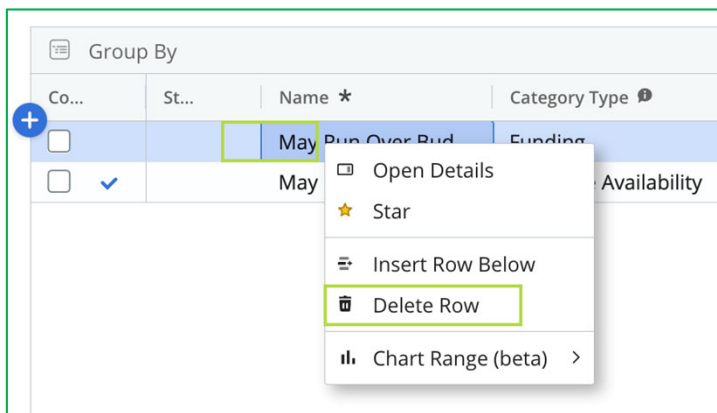 Group By
Co... St... Name * Category Type
May Run Over Bud Funding
May Availability
Open Details
Star
Insert Row Below
Delete Row
Chart Range (beta)